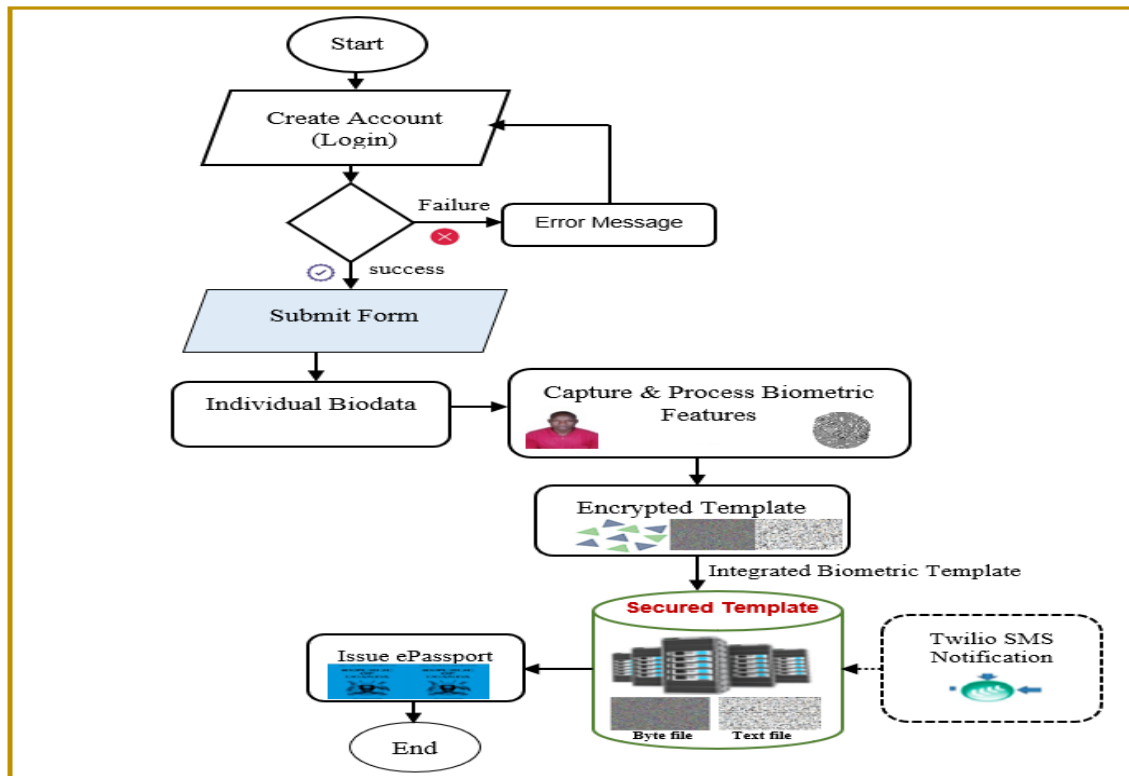 Start
Create Account
(Login)
Failure
Error Message
success
Submit Form
Individual Biodata
Capture & Process Biometric
Features
Encrypted Template
Integrated Biometric Template
Secured Template
Twilio SMS
Notification
Issue ePassport
Byte file
Text file
End